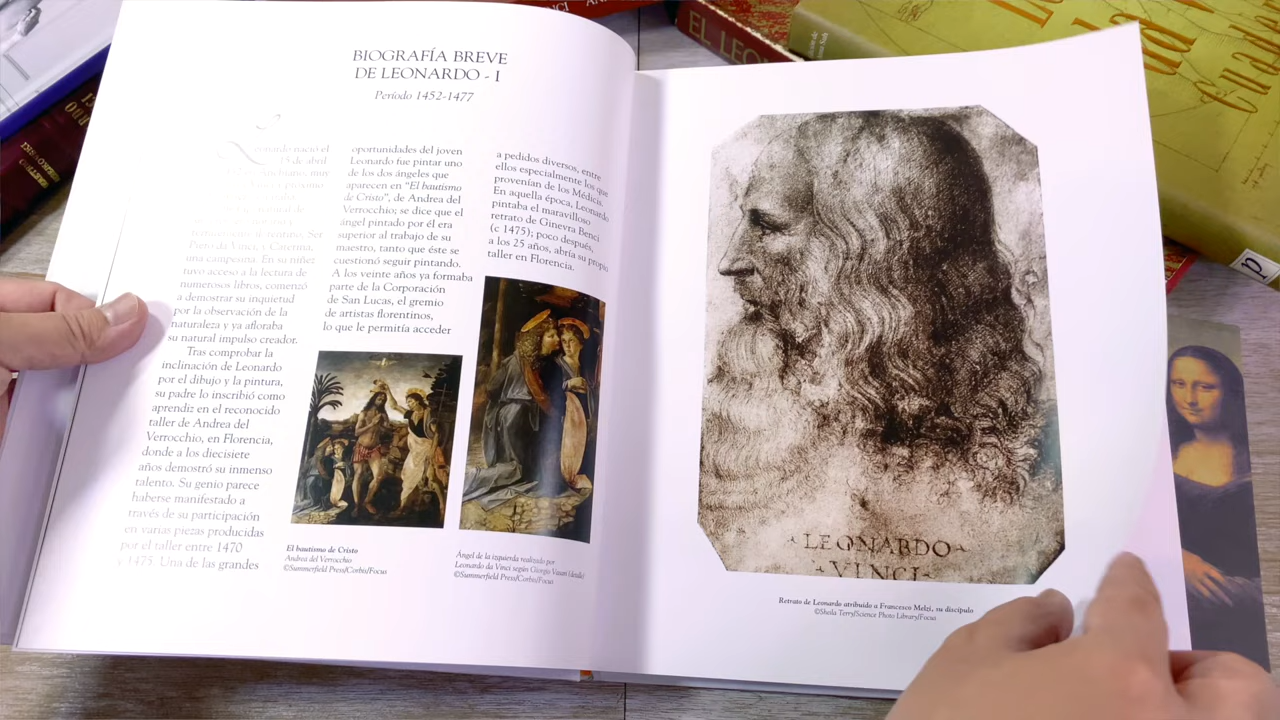 BIOGRAFÍA BREVE
DE LEONARDO - I
Período 1452-1477
Leonardo nació el
15 de abril
Piero da Vinci, y Caterina,
una campesina. En su niñez
tuvo acceso a la lectura de
numerosos libros, comenzó
a demostrar su inquietud
por la observación de la
naturaleza y ya afloraba
su natural impulso creador.
Tras comprobar la
inclinación de Leonardo
por el dibujo y la pintura,
su padre lo inscribió como
aprendiz en el reconocido
taller de Andrea del
Verrocchio, en Florencia,
donde a los diecisiete
años demostró su inmenso
talento. Su genio parece
haberse manifestado a
través de su participación
en varias piezas producidas
por el taller entre 1470
y 1475. Una de las grandes
oportunidades del joven
Leonardo fue pintar uno
de los dos ángeles que
aparecen en "El bautismo
de Cristo", de Andrea del
Verrocchio; se dice que el
ángel pintado por él era
superior al trabajo de su
maestro, tanto que éste se
cuestionó seguir pintando.
A los veinte años ya formaba
parte de la Corporación
de San Lucas, el gremio
de artistas florentinos,
lo que le permitía acceder
a pedidos diversos, entre
ellos especialmente los que
provenían de los Médicis.
En aquella época, Leonardo
pintaba el maravilloso
retrato de Ginevra Benci
(c 1475); poco después,
a los 25 años, abría su propio
taller en Florencia.
El bautismo de Cristo
Andrea del Verrocchio
©Summerfield Press/Corbis/Focus
Ángel de la izquierda realizado por
Leonardo da Vinci según Giorgio Vasari (detalle)
©Summerfield Press/Corbis/Focus
LEONARDO
VINCI
Retrato de Leonardo atribuido a Francesco Melzi, su discípulo
©Sheila Terry/Science Photo Library/Focus
EL LEO
P